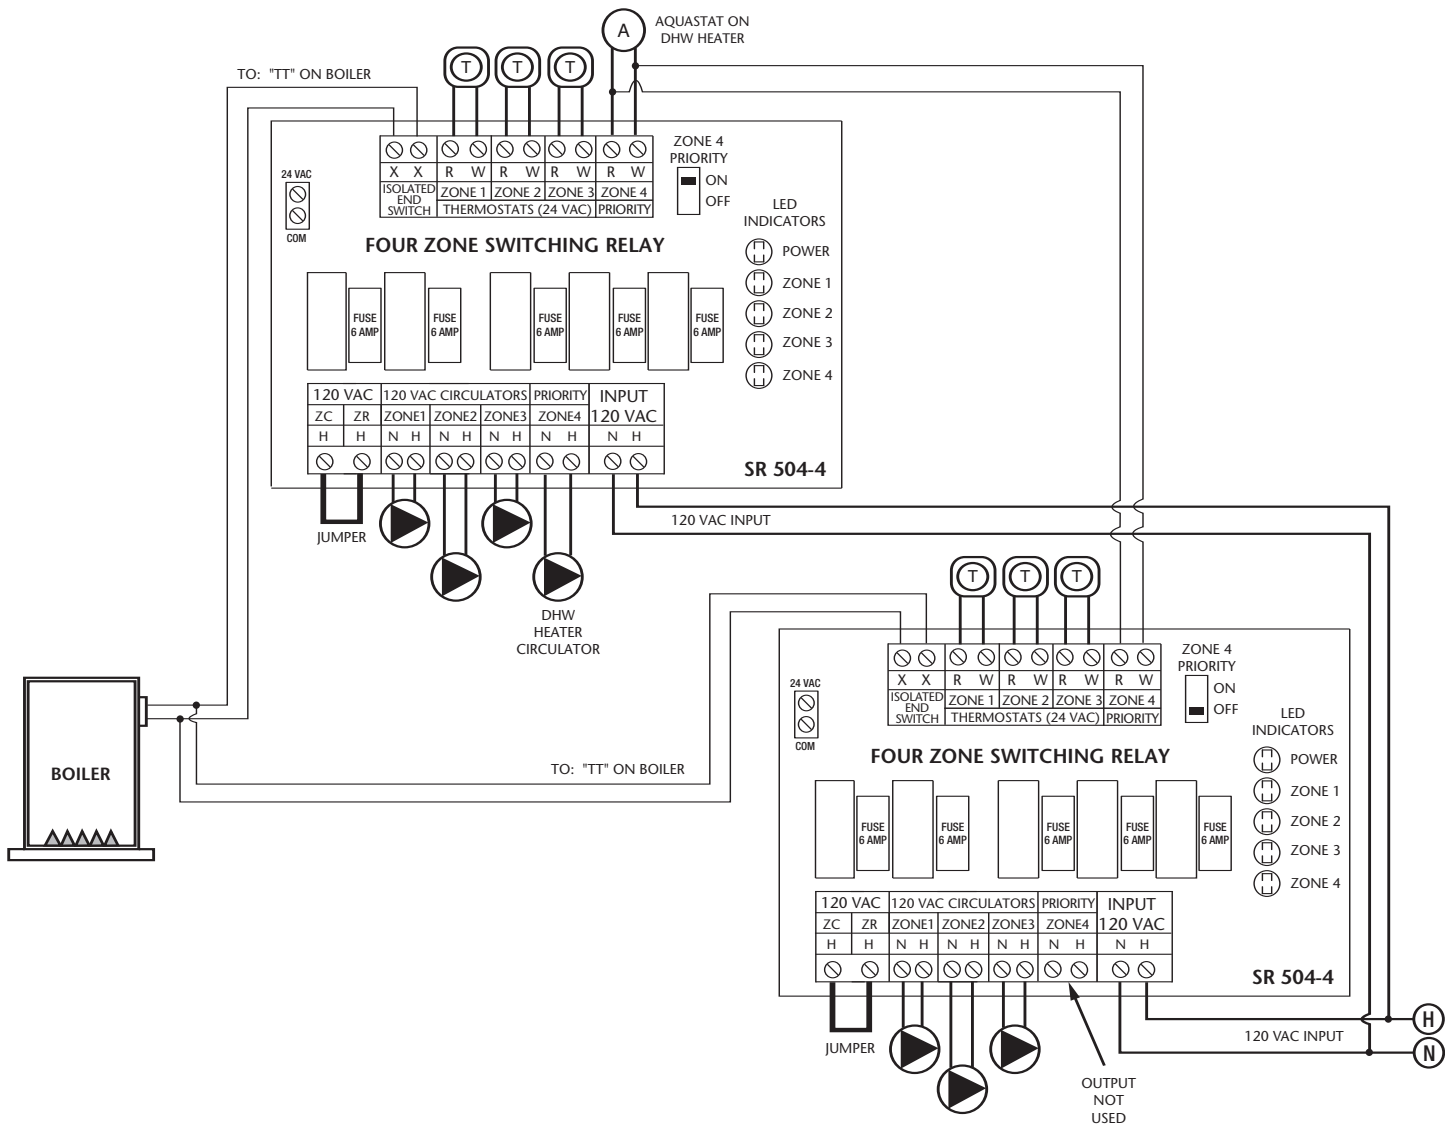 A
AQUASTAT ON
DHW HEATER
TO: "TT" ON BOILER
T T T
ZONE 4
PRIORITY
ON
OFF
24 VAC
COM
X X R W R W R W R W
ISOLATED
END
SWITCH
ZONE 1 ZONE 2 ZONE 3 ZONE 4
THERMOSTATS (24 VAC) PRIORITY
LED
INDICATORS
POWER
ZONE 1
ZONE 2
ZONE 3
ZONE 4
FOUR ZONE SWITCHING RELAY
FUSE
6 AMP
FUSE
6 AMP
FUSE
6 AMP
FUSE
6 AMP
FUSE
6 AMP
120 VAC 120 VAC CIRCULATORS PRIORITY INPUT
120 VAC
ZC ZR ZONE1 ZONE2 ZONE3 ZONE4
H H N H N H N H N H N H
SR 504-4
JUMPER
120 VAC INPUT
DHW
HEATER
CIRCULATOR
BOILER
TO: "TT" ON BOILER
T T T
ZONE 4
PRIORITY
ON
OFF
24 VAC
COM
X X R W R W R W R W
ISOLATED
END
SWITCH
ZONE 1 ZONE 2 ZONE 3 ZONE 4
THERMOSTATS (24 VAC) PRIORITY
LED
INDICATORS
POWER
ZONE 1
ZONE 2
ZONE 3
ZONE 4
FOUR ZONE SWITCHING RELAY
FUSE
6 AMP
FUSE
6 AMP
FUSE
6 AMP
FUSE
6 AMP
FUSE
6 AMP
120 VAC 120 VAC CIRCULATORS PRIORITY INPUT
120 VAC
ZC ZR ZONE1 ZONE2 ZONE3 ZONE4
H H N H N H N H N H N H
SR 504-4
JUMPER
120 VAC INPUT
H
N
OUTPUT
NOT
USED